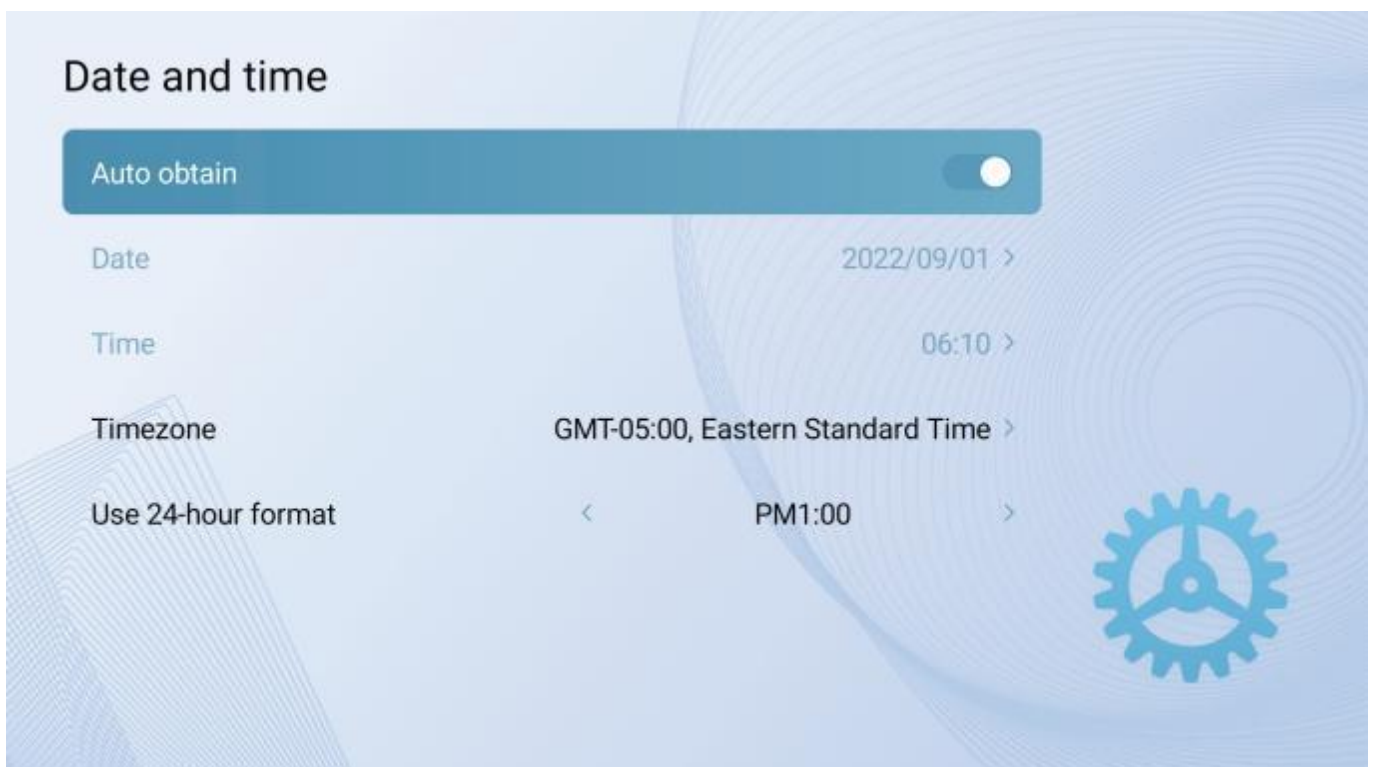 Date and time
Auto obtain
Date 2022/09/01 >
Time 06:10 >
Timezone GMT-05:00, Eastern Standard Time >
Use 24-hour format < PM1:00 >